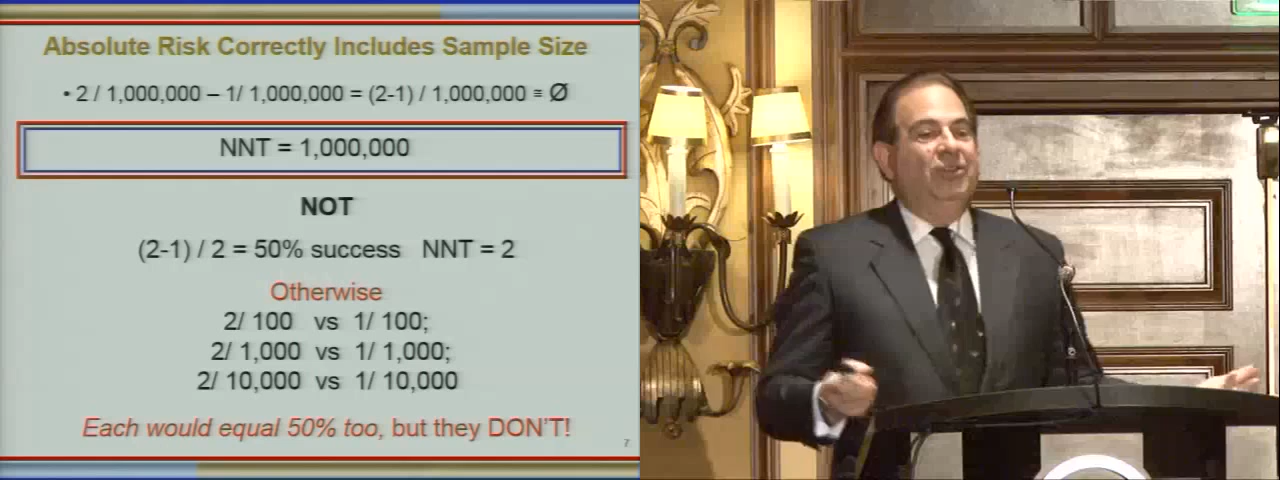 Absolute Risk Correctly Includes Sample Size
• 2 / 1,000,000 – 1/ 1,000,000 = (2-1) / 1,000,000 ≅ Ø
NNT = 1,000,000
NOT
(2-1) / 2 = 50% success NNT = 2
Otherwise
2/ 100 vs 1/ 100;
2/ 1,000 vs 1/ 1,000;
2/ 10,000 vs 1/ 10,000
Each would equal 50% too, but they DON'T!
7